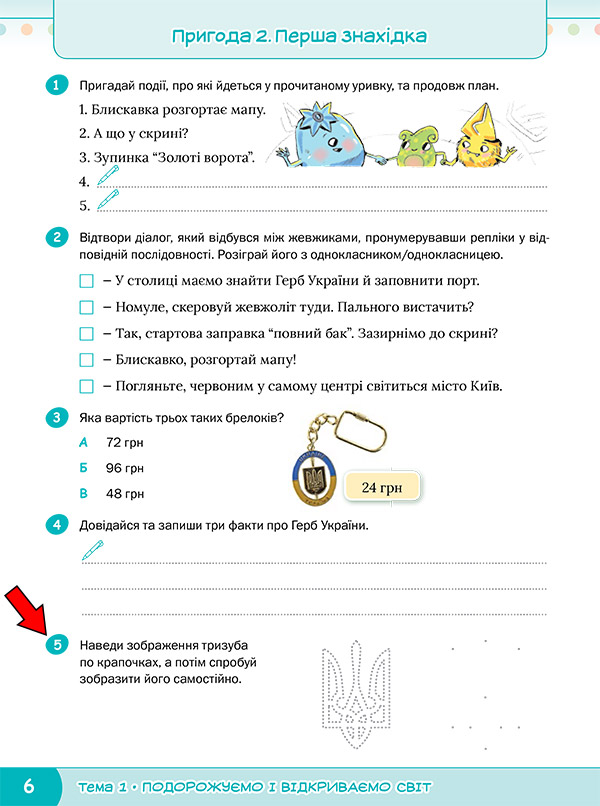 Пригода 2. Перша знахідка
1 Пригадай події, про які йдеться у прочитаному уривку, та продовж план.
1. Блискавка розгортає мапу.
2. А що у скрині?
3. Зупинка “Золоті ворота”.
4.
5.
2 Відтвори діалог, який відбувся між жевжиками, пронумерувавши репліки у від-
повідній послідовності. Розіграй його з однокласником/однокласницею.
– У столиці маємо знайти Герб України й заповнити порт.
– Номуле, скеровуй жевжоліт туди. Пального вистачить?
– Так, стартова заправка “повний бак”. Зазирнімо до скрині?
– Блискавко, розгортай мапу!
– Погляньте, червоним у самому центрі світиться місто Київ.
3 Яка вартість трьох таких брелоків?
А 72 грн
Б 96 грн
В 48 грн
24 грн
4 Довідайся та запиши три факти про Герб України.
5 Наведи зображення тризуба
по крапочках, а потім спробуй
зобразити його самостійно.
6 Тема 1 • ПОДОРОЖУЄМО І ВІДКРИВАЄМО СВІТ